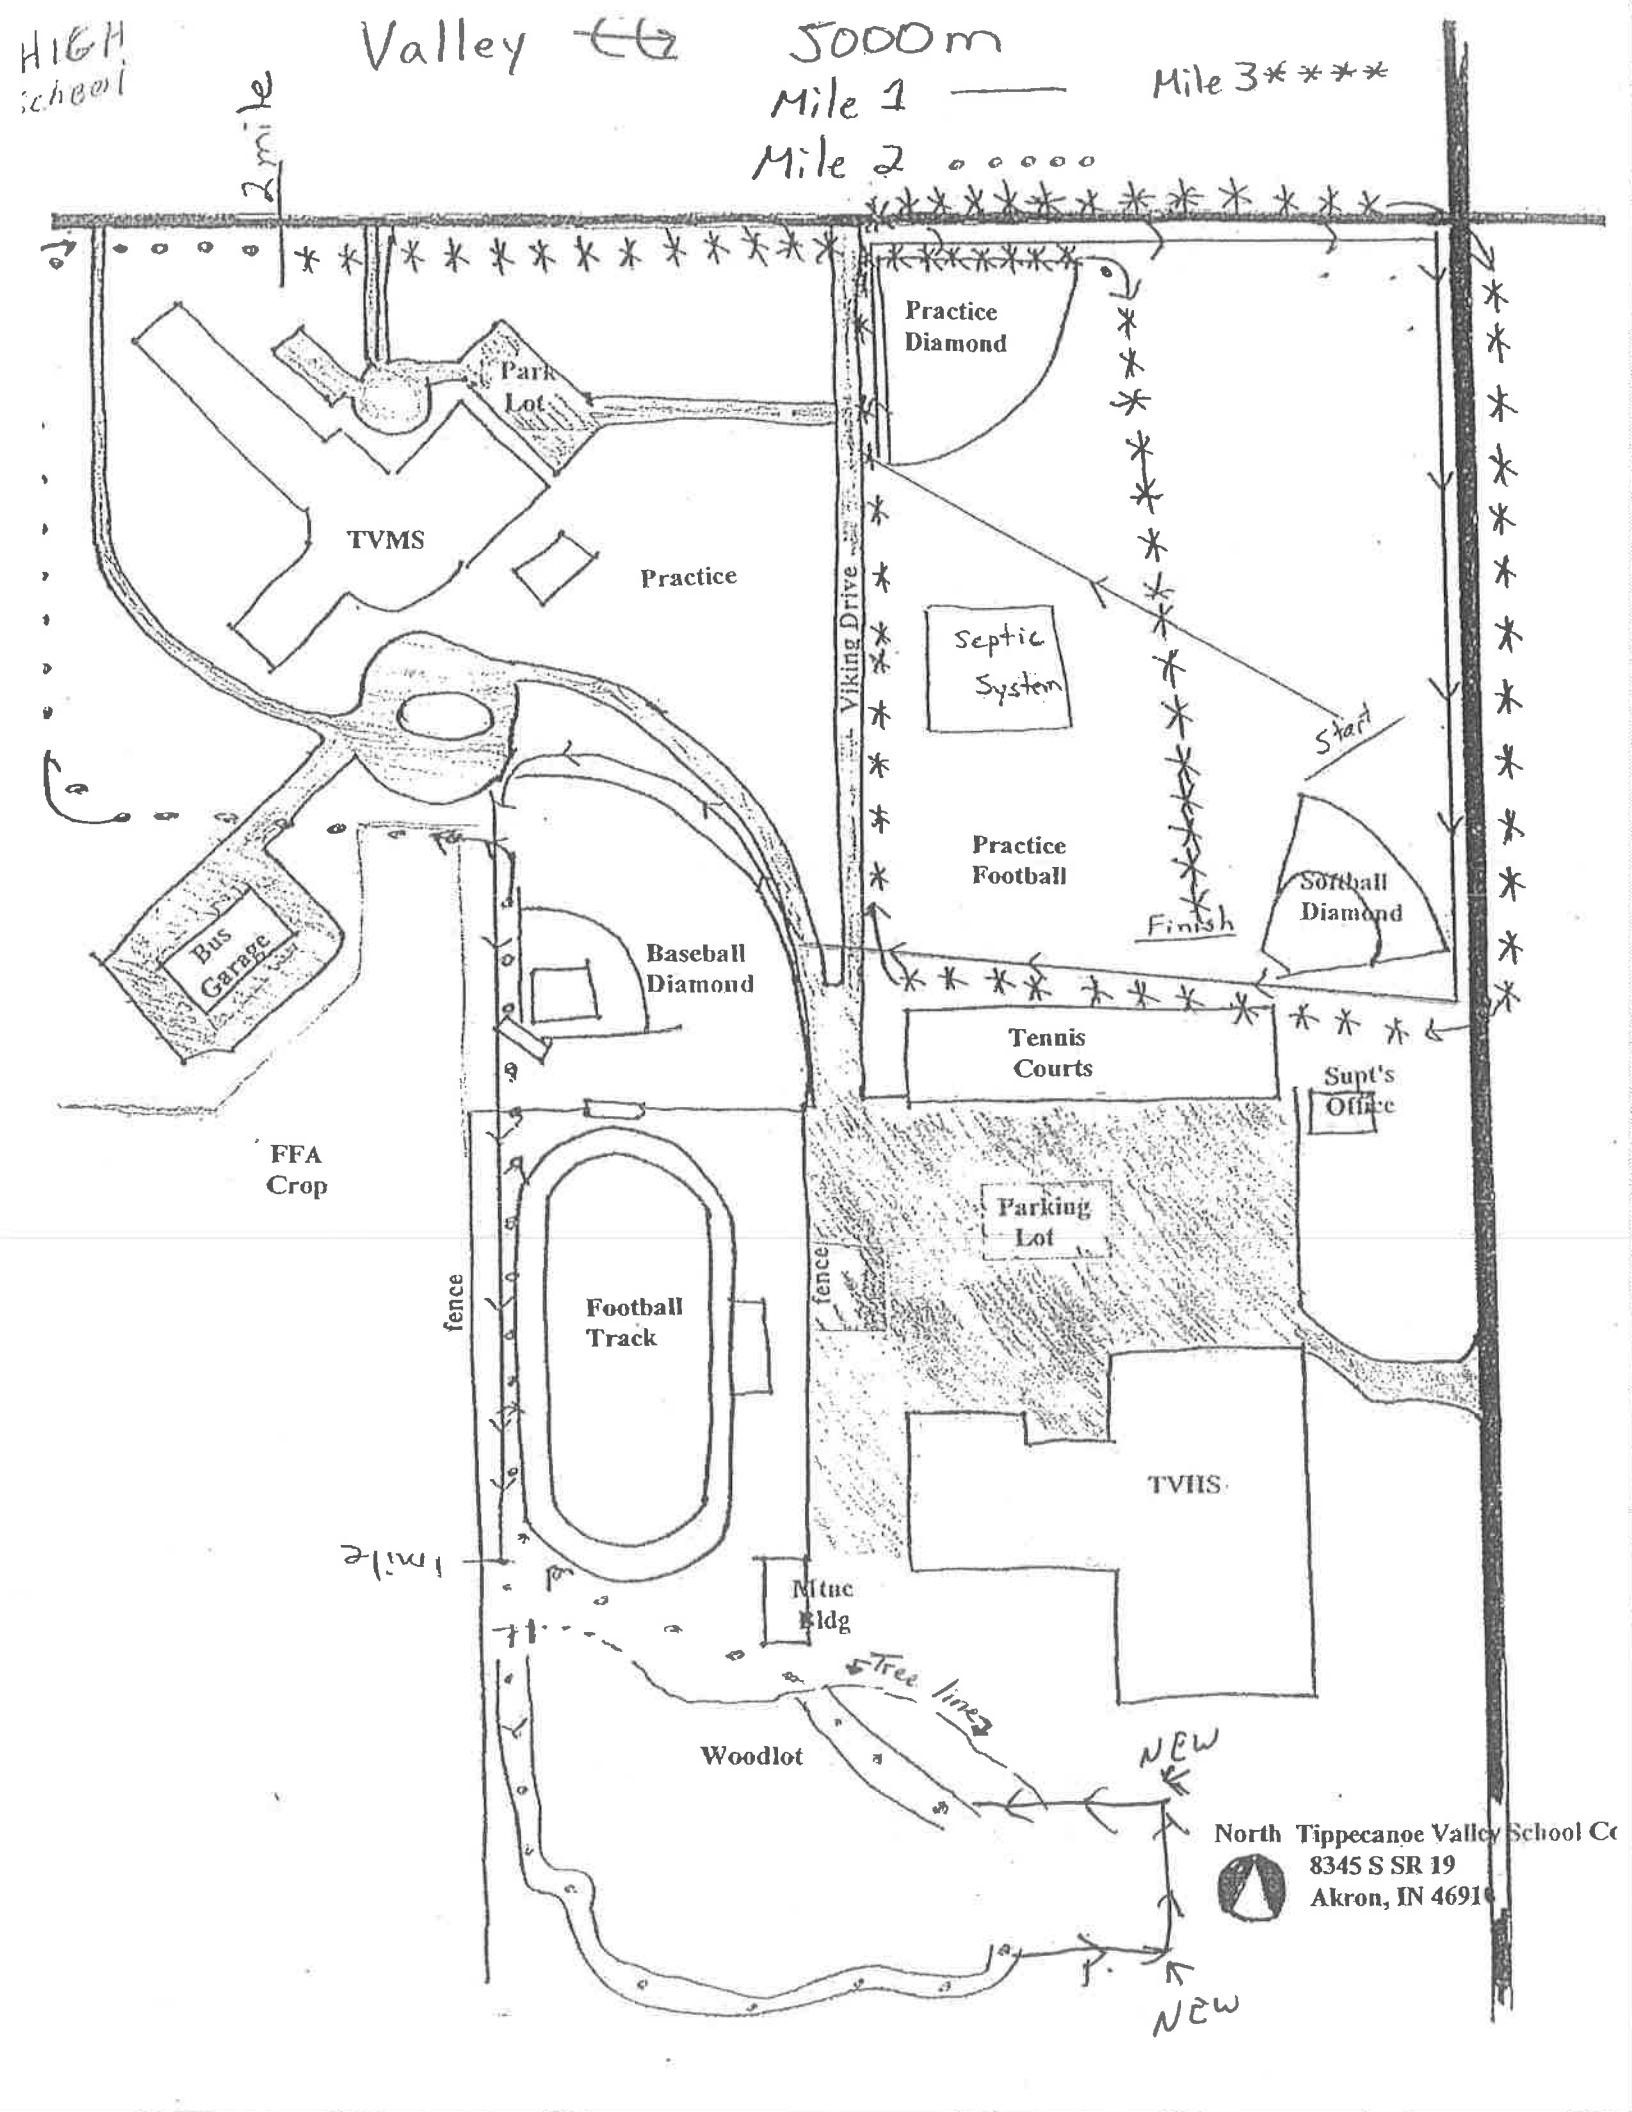 HIGH
School
Valley CC 5000m
Mile 1
Mile 3 ****
Mile 2 o o o o o
2 mile
Practice
Diamond
Park
Lot
TVMS
Practice
Viking Drive
Septic
System
Start
Practice
Football
Softball
Diamond
Finish
Bus
Garage
Baseball
Diamond
Tennis
Courts
Supt's
Office
FFA
Crop
Parking
Lot
fence
fence
Football
Track
TVHS
1 mile
Mtnc
Bldg
Tree line
Woodlot
NEW
North Tippecanoe Valley School Co
8345 S SR 19
Akron, IN 46910
NEW